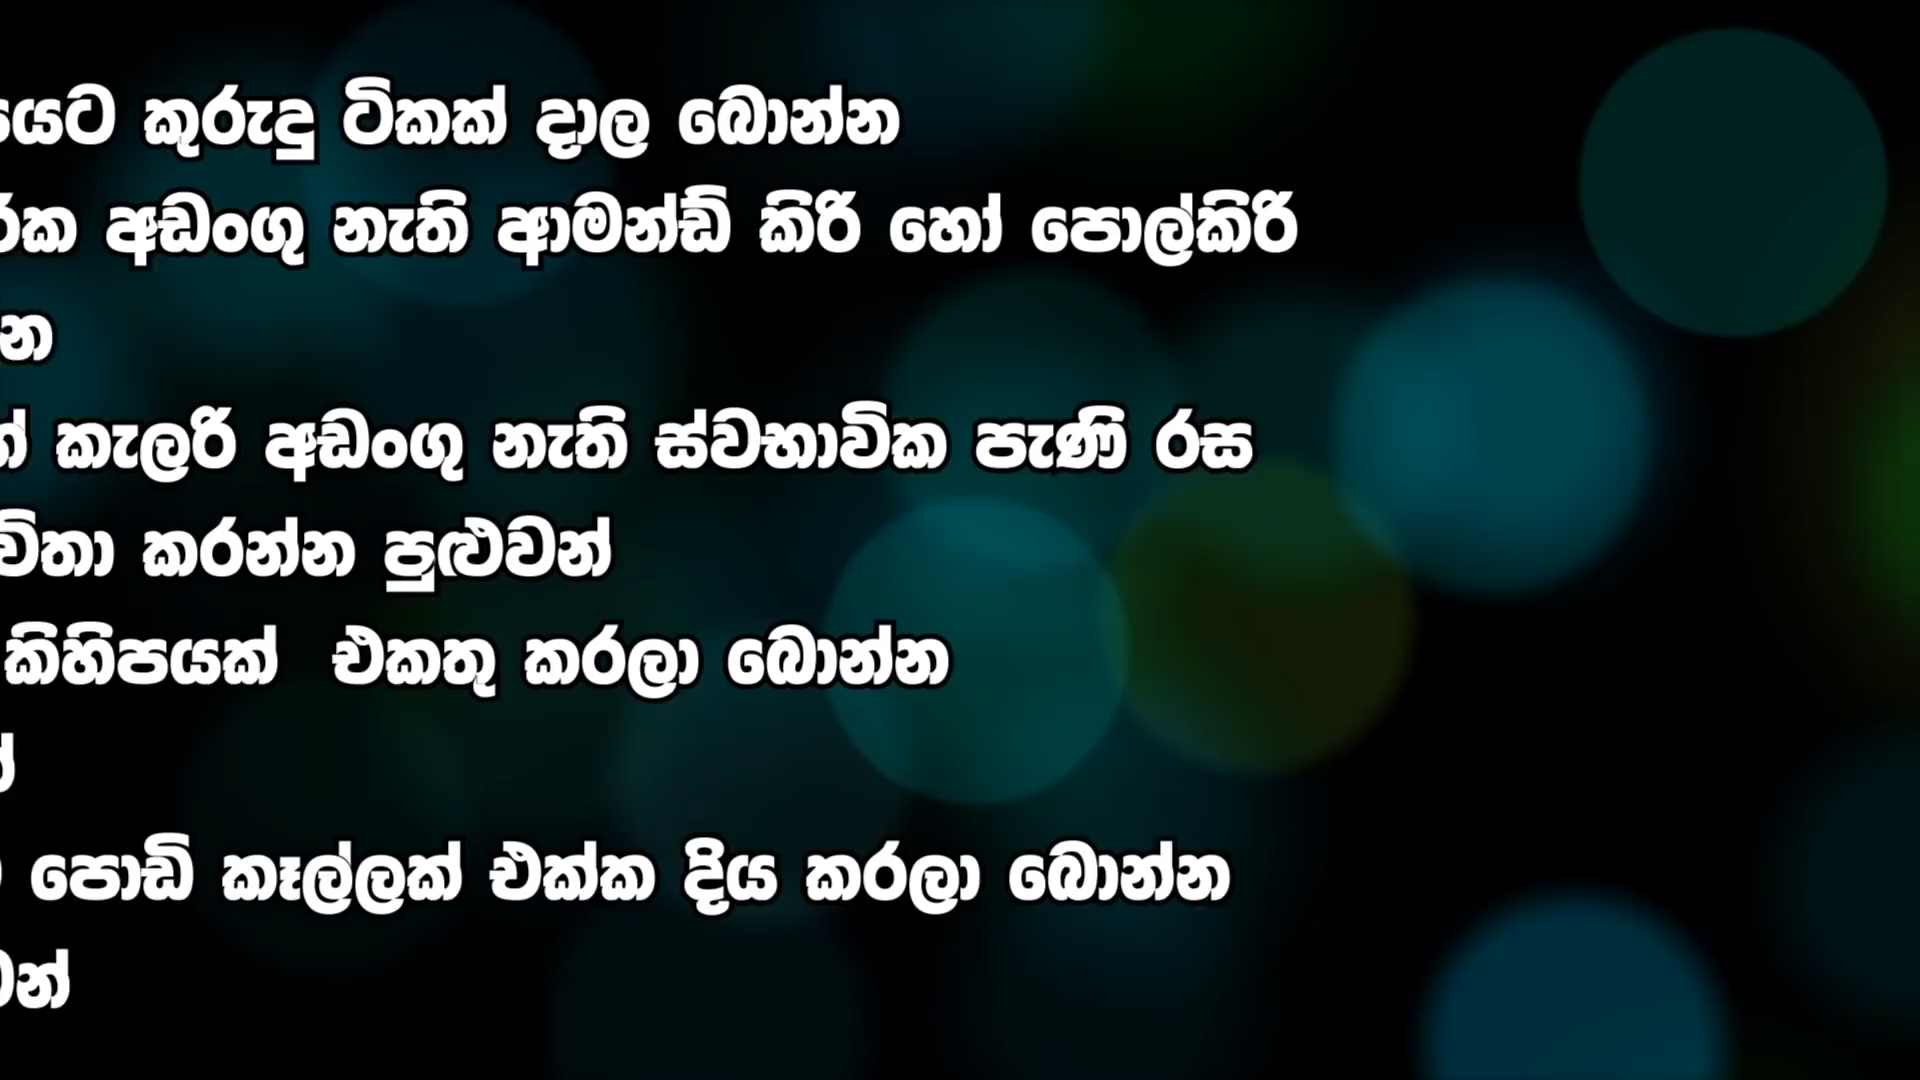 කුරුදු ටිකක් දාල බොන්න
අඩංගු නැති ආමන්ඩ් කිරි හෝ පොල්කිරි
කැලරි අඩංගු නැති ස්වභාවික පැණි රස
කරන්න පුළුවන්
කිහිපයක් එකතු කරලා බොන්න
පොඩි කෑල්ලක් එක්ක දිය කරලා බොන්න